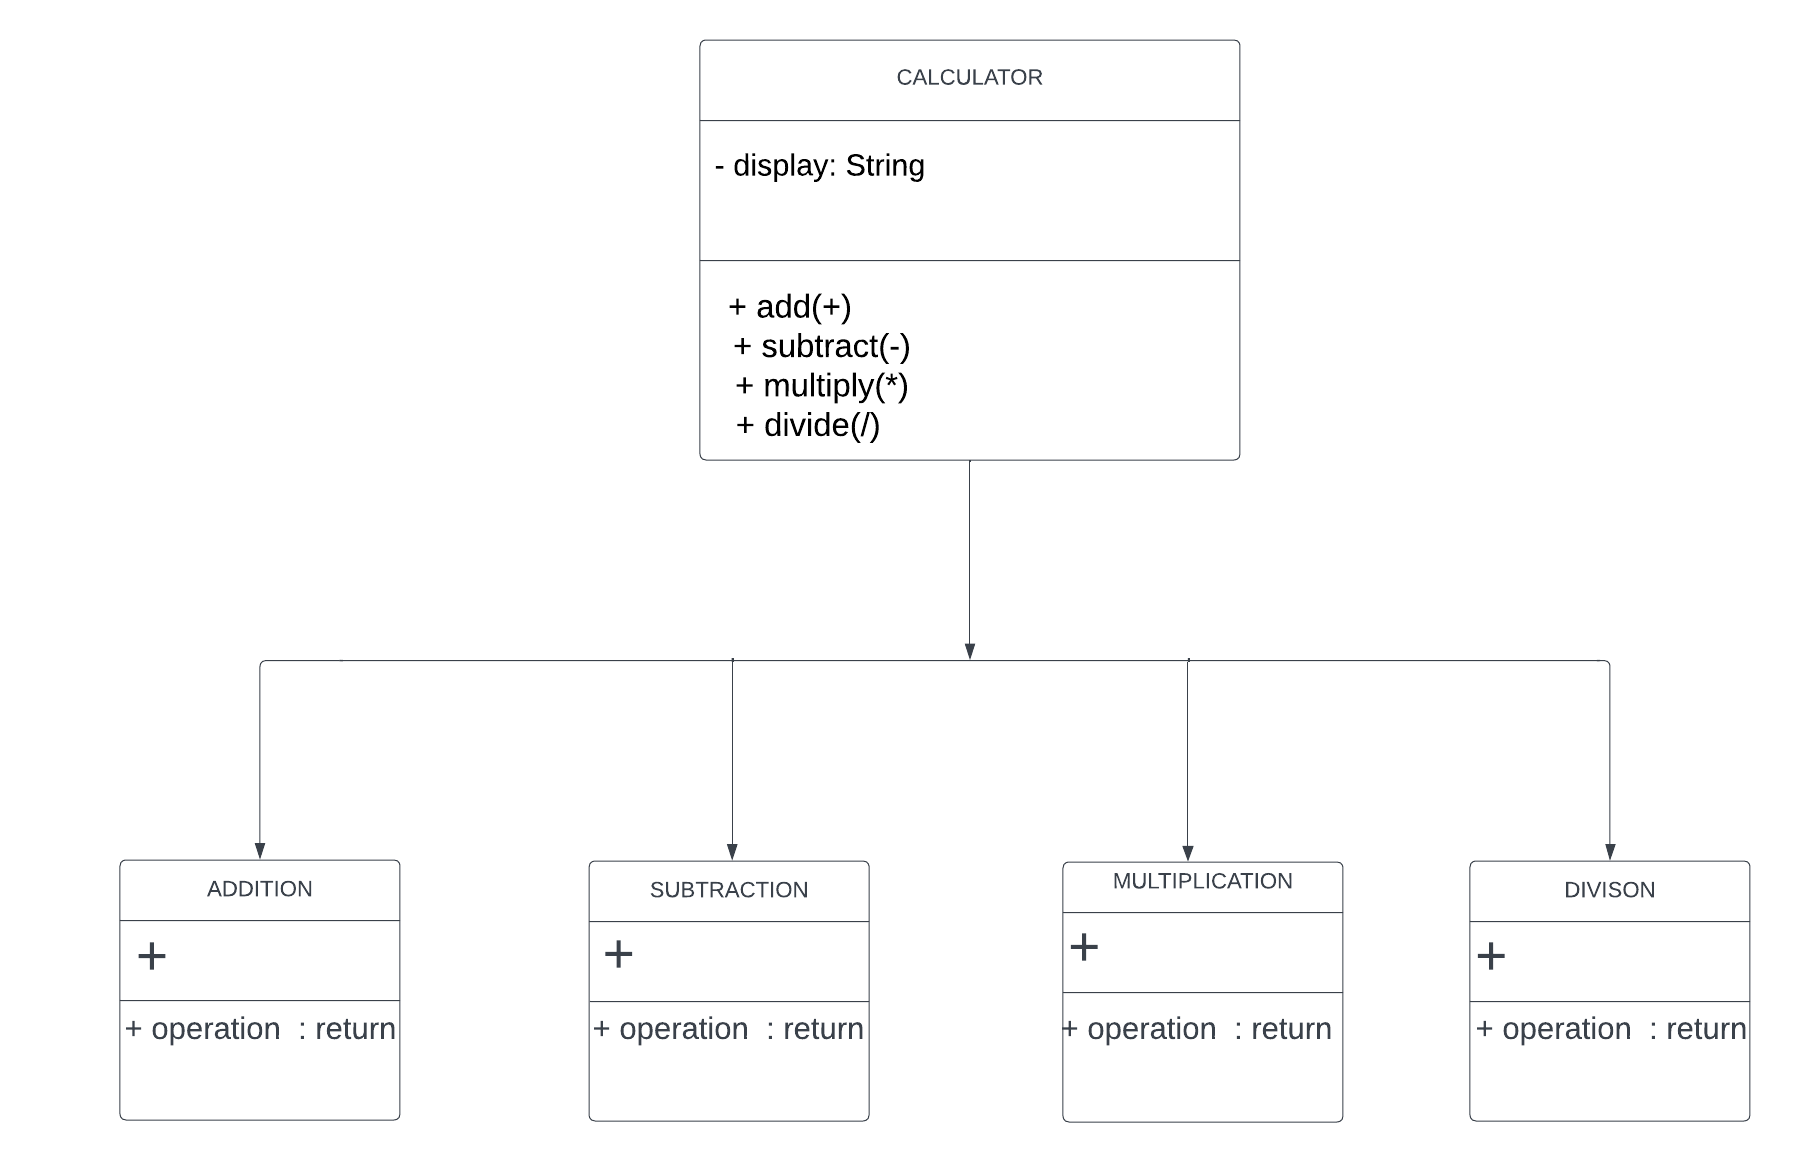 CALCULATOR
- display: String
+ add(+)
+ subtract(-)
+ multiply(*)
+ divide(/)
ADDITION
+
+ operation : return
SUBTRACTION
+
+ operation : return
MULTIPLICATION
+
+ operation : return
DIVISON
+
+ operation : return